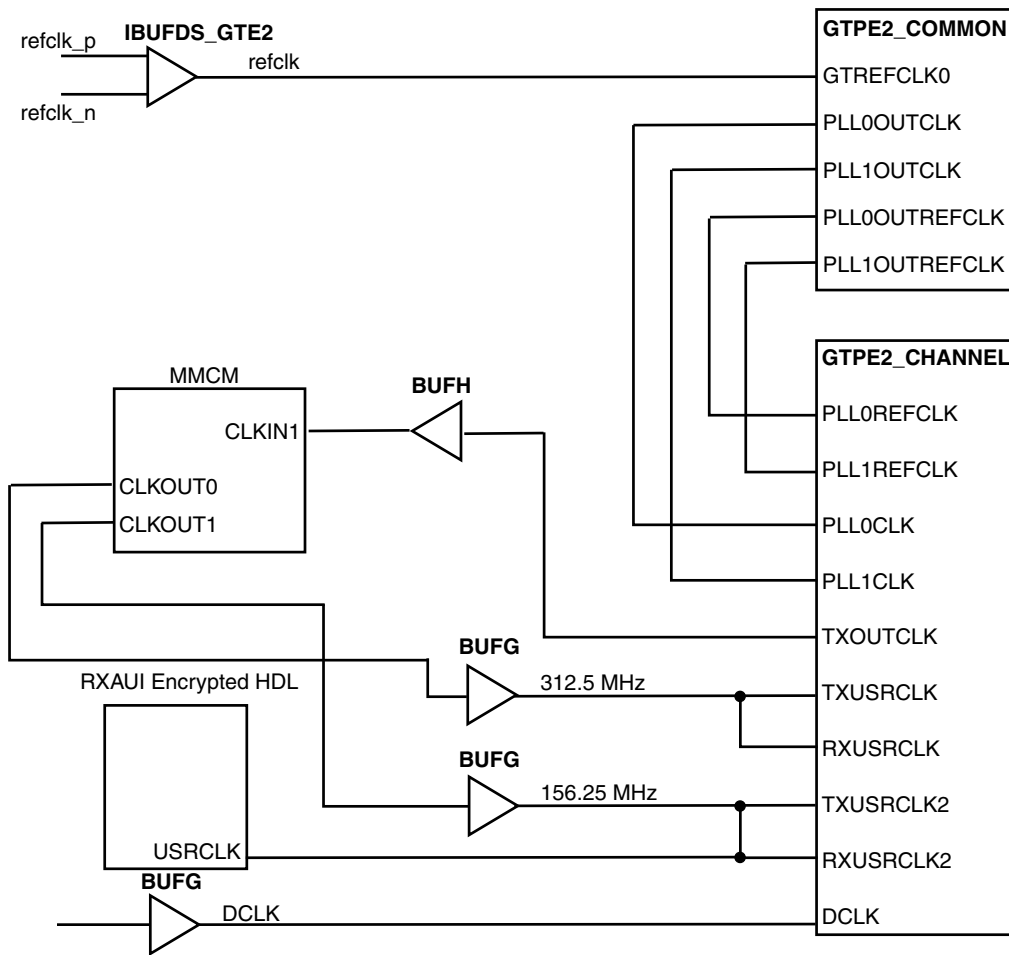 IBUFDS_GTE2
refclk_p
refclk
refclk_n
GTPE2_COMMON
GTREFCLK0
PLL0OUTCLK
PLL1OUTCLK
PLL0OUTREFCLK
PLL1OUTREFCLK
MMCM
CLKIN1
CLKOUT0
CLKOUT1
BUFH
GTPE2_CHANNEL
PLL0REFCLK
PLL1REFCLK
PLL0CLK
PLL1CLK
TXOUTCLK
TXUSRCLK
RXUSRCLK
TXUSRCLK2
RXUSRCLK2
DCLK
BUFG
312.5 MHz
RXAUI Encrypted HDL
USRCLK
BUFG
156.25 MHz
BUFG
DCLK